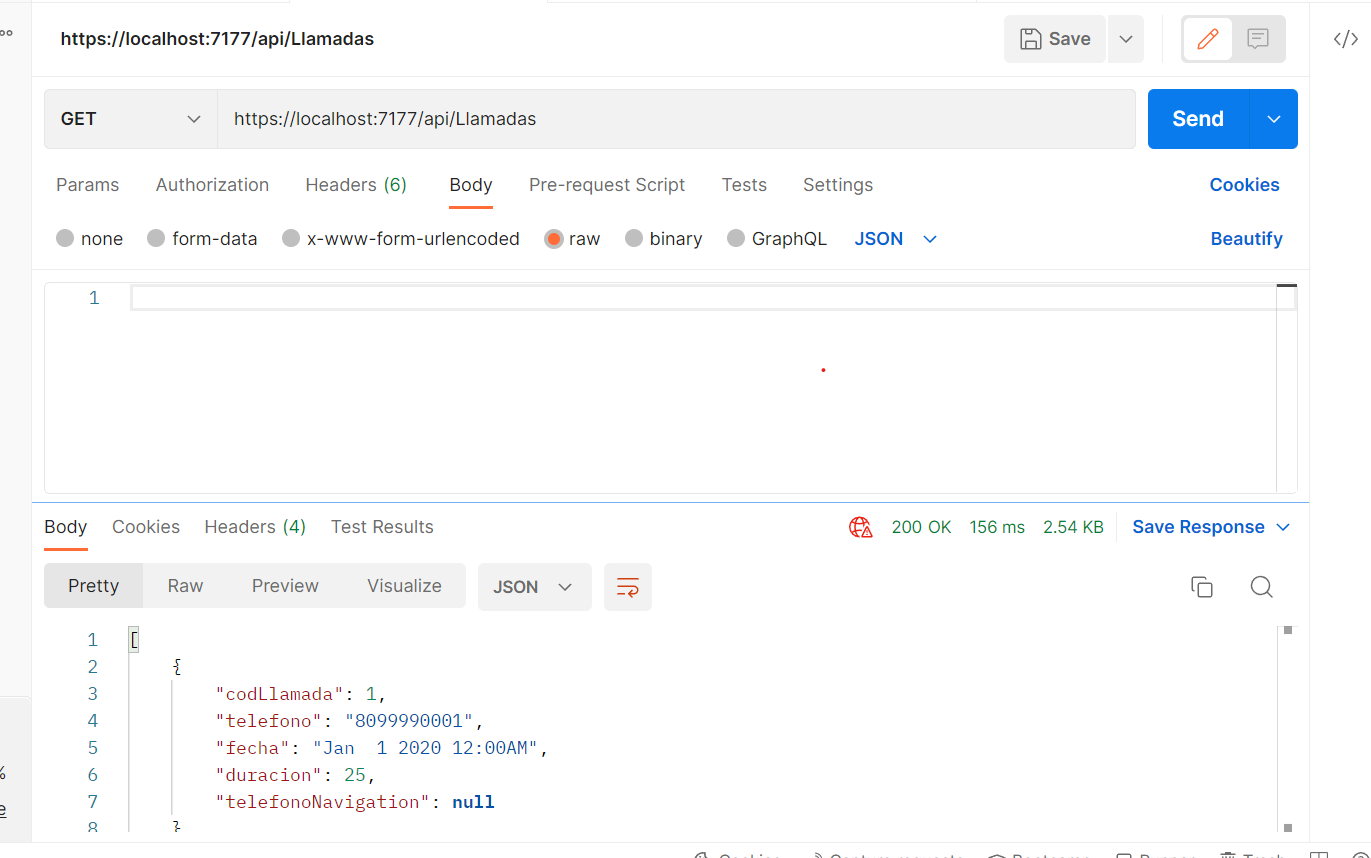 https://localhost:7177/api/Llamadas
Save
GET
https://localhost:7177/api/Llamadas
Send
Params Authorization Headers (6) Body Pre-request Script Tests Settings Cookies
none form-data x-www-form-urlencoded raw binary GraphQL JSON Beautify
1
Body Cookies Headers (4) Test Results 200 OK 156 ms 2.54 KB Save Response
Pretty Raw Preview Visualize JSON
1 [
2 {
3 "codLlamada": 1,
4 "telefono": "8099990001",
5 "fecha": "Jan  1 2020 12:00AM",
6 "duracion": 25,
7 "telefonoNavigation": null
8 }
%
e